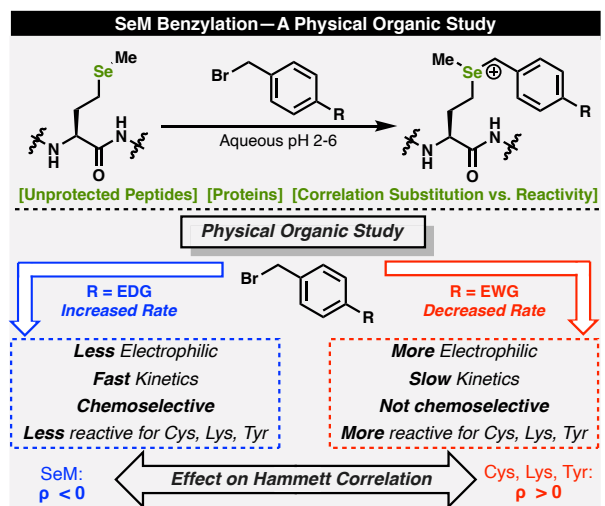 SeM Benzylation—A Physical Organic Study
Me
Se
Br
R
Aqueous pH 2-6
Me
Se
⊕
R
N
H
O
H
N
N
H
O
H
N
[Unprotected Peptides] [Proteins] [Correlation Substitution vs. Reactivity]
Physical Organic Study
R = EDG
Increased Rate
Br
R
R = EWG
Decreased Rate
Less Electrophilic
Fast Kinetics
Chemoselective
Less reactive for Cys, Lys, Tyr
More Electrophilic
Slow Kinetics
Not chemoselective
More reactive for Cys, Lys, Tyr
SeM:
ρ < 0
Effect on Hammett Correlation
Cys, Lys, Tyr:
ρ > 0